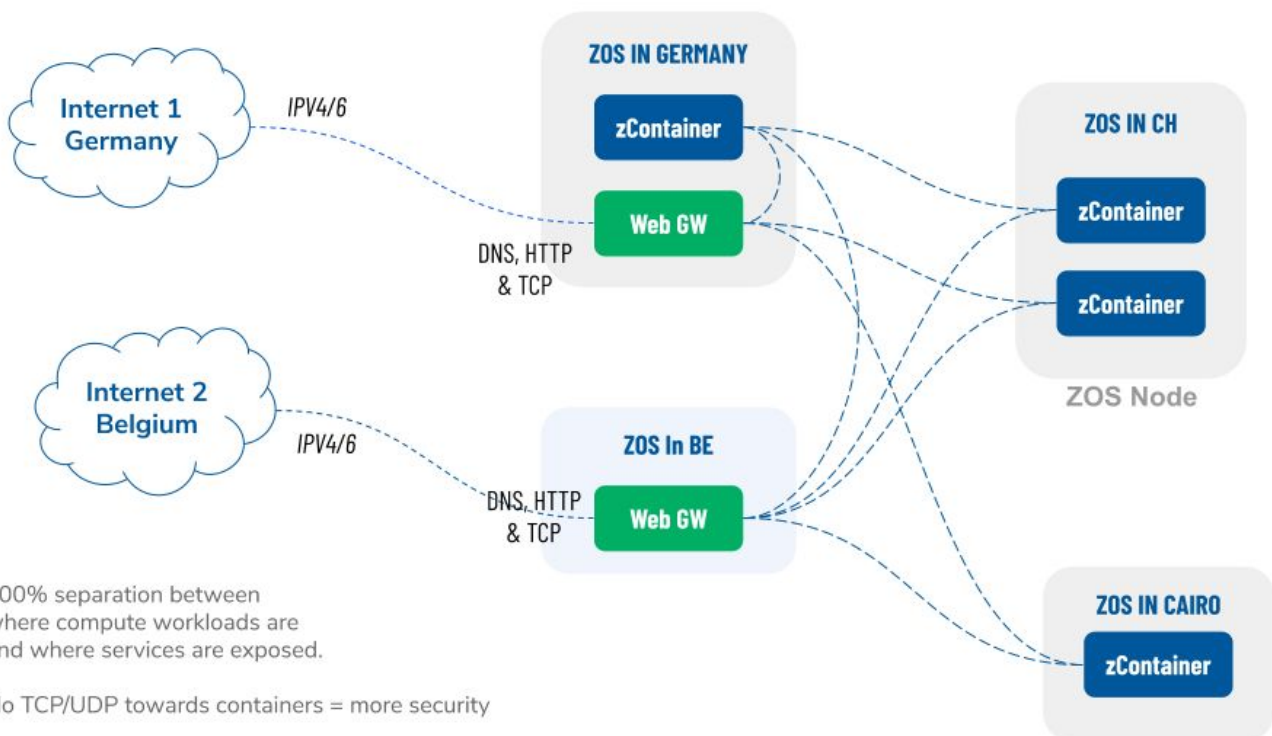 Internet 1
Germany
IPV4/6
ZOS IN GERMANY
zContainer
Web GW
DNS, HTTP
& TCP
ZOS IN CH
zContainer
zContainer
ZOS Node
Internet 2
Belgium
IPV4/6
ZOS In BE
DNS, HTTP
& TCP
Web GW
ZOS IN CAIRO
zContainer
00% separation between
where compute workloads are
nd where services are exposed.
o TCP/UDP towards containers = more security